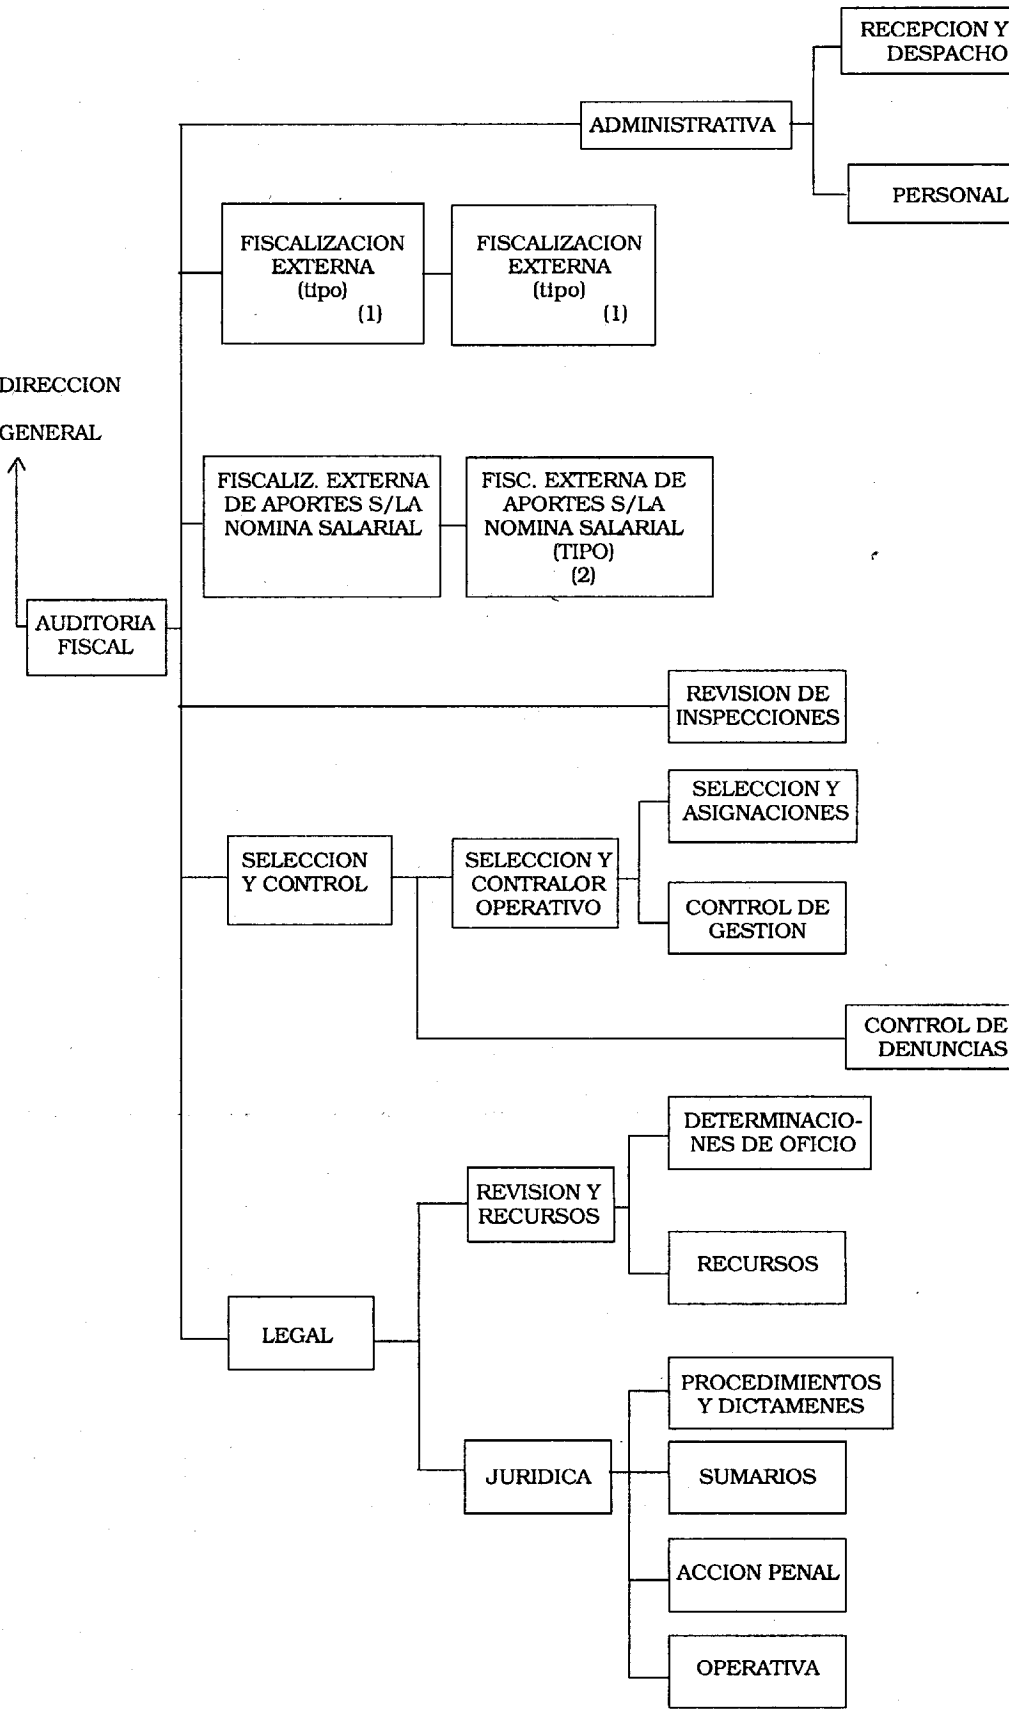 RECEPCION Y
DESPACHO
ADMINISTRATIVA
PERSONAL
FISCALIZACION
EXTERNA
(tipo)
(1)
FISCALIZACION
EXTERNA
(tipo)
(1)
DIRECCION
GENERAL
FISCALIZ. EXTERNA
DE APORTES S/LA
NOMINA SALARIAL
FISC. EXTERNA DE
APORTES S/LA
NOMINA SALARIAL
(TIPO)
(2)
AUDITORIA
FISCAL
REVISION DE
INSPECCIONES
SELECCION Y
ASIGNACIONES
SELECCION
Y CONTROL
SELECCION Y
CONTRALOR
OPERATIVO
CONTROL DE
GESTION
CONTROL DE
DENUNCIAS
DETERMINACIO-
NES DE OFICIO
REVISION Y
RECURSOS
RECURSOS
LEGAL
PROCEDIMIENTOS
Y DICTAMENES
JURIDICA
SUMARIOS
ACCION PENAL
OPERATIVA